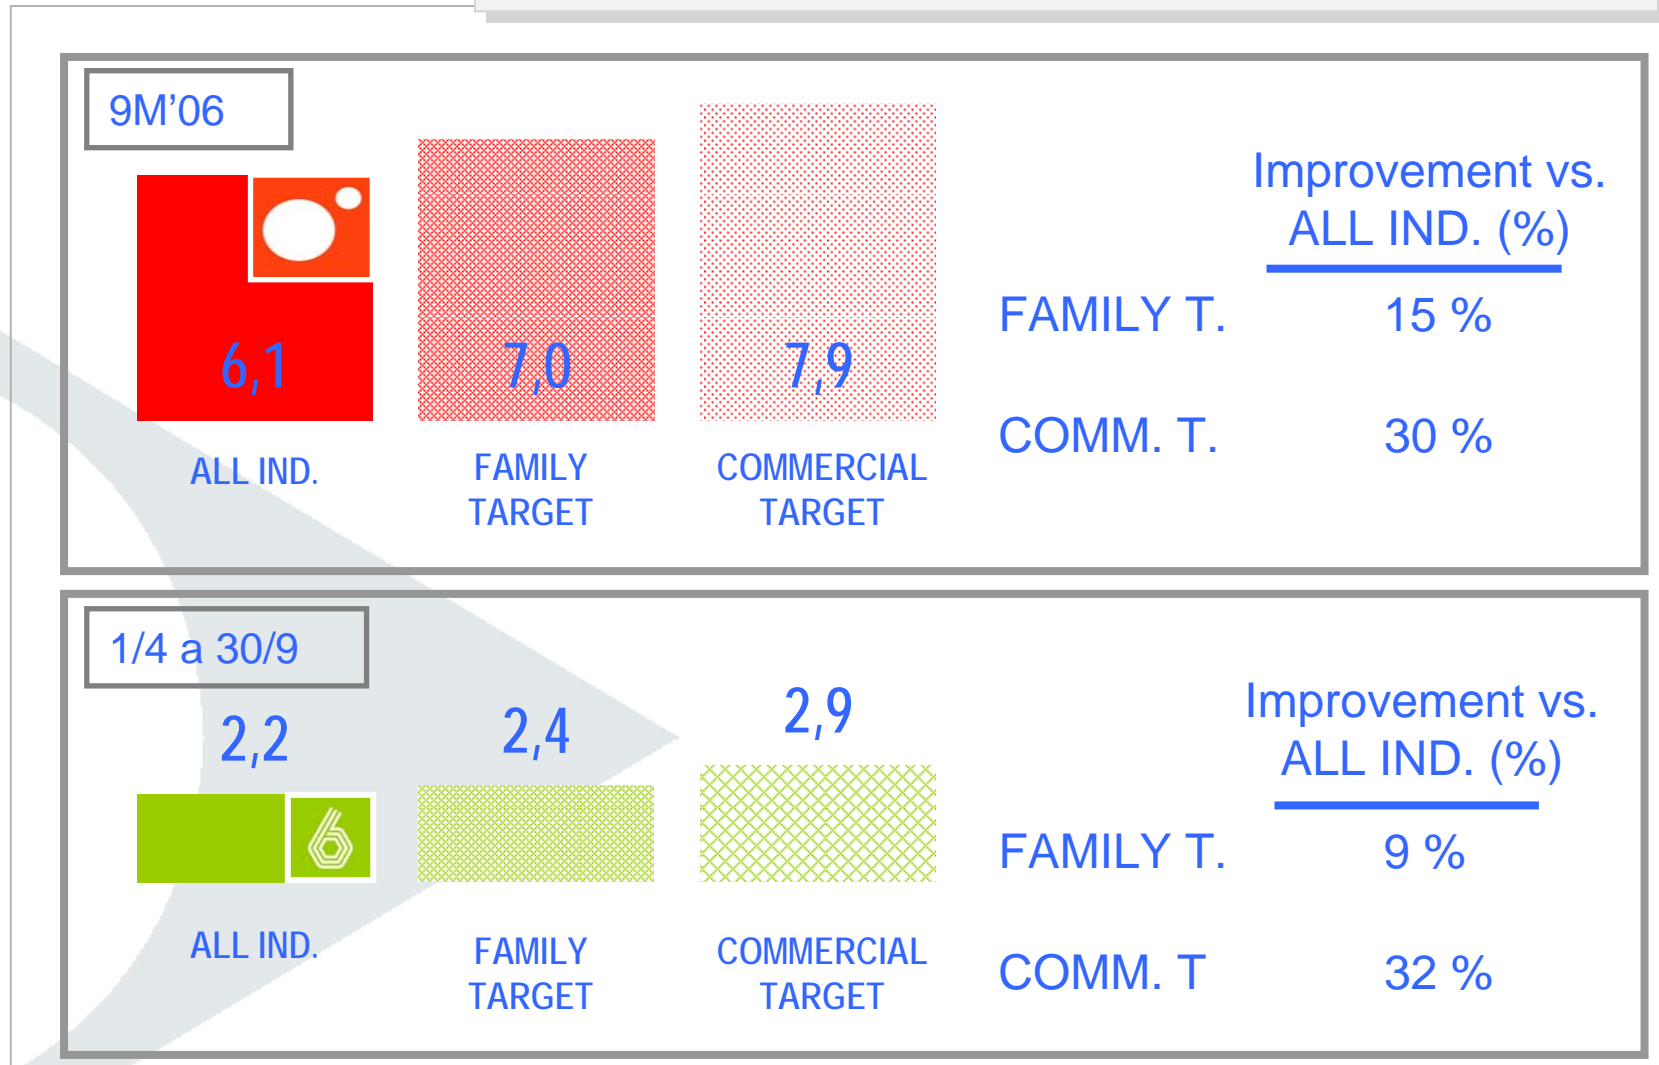 9M’06
6,1
7,0
7,9
ALL IND.
FAMILY
TARGET
COMMERCIAL
TARGET
Improvement vs.
ALL IND. (%)
FAMILY T. 15 %
COMM. T. 30 %
1/4 a 30/9
2,2
2,4
2,9
6
ALL IND.
FAMILY
TARGET
COMMERCIAL
TARGET
Improvement vs.
ALL IND. (%)
FAMILY T. 9 %
COMM. T 32 %